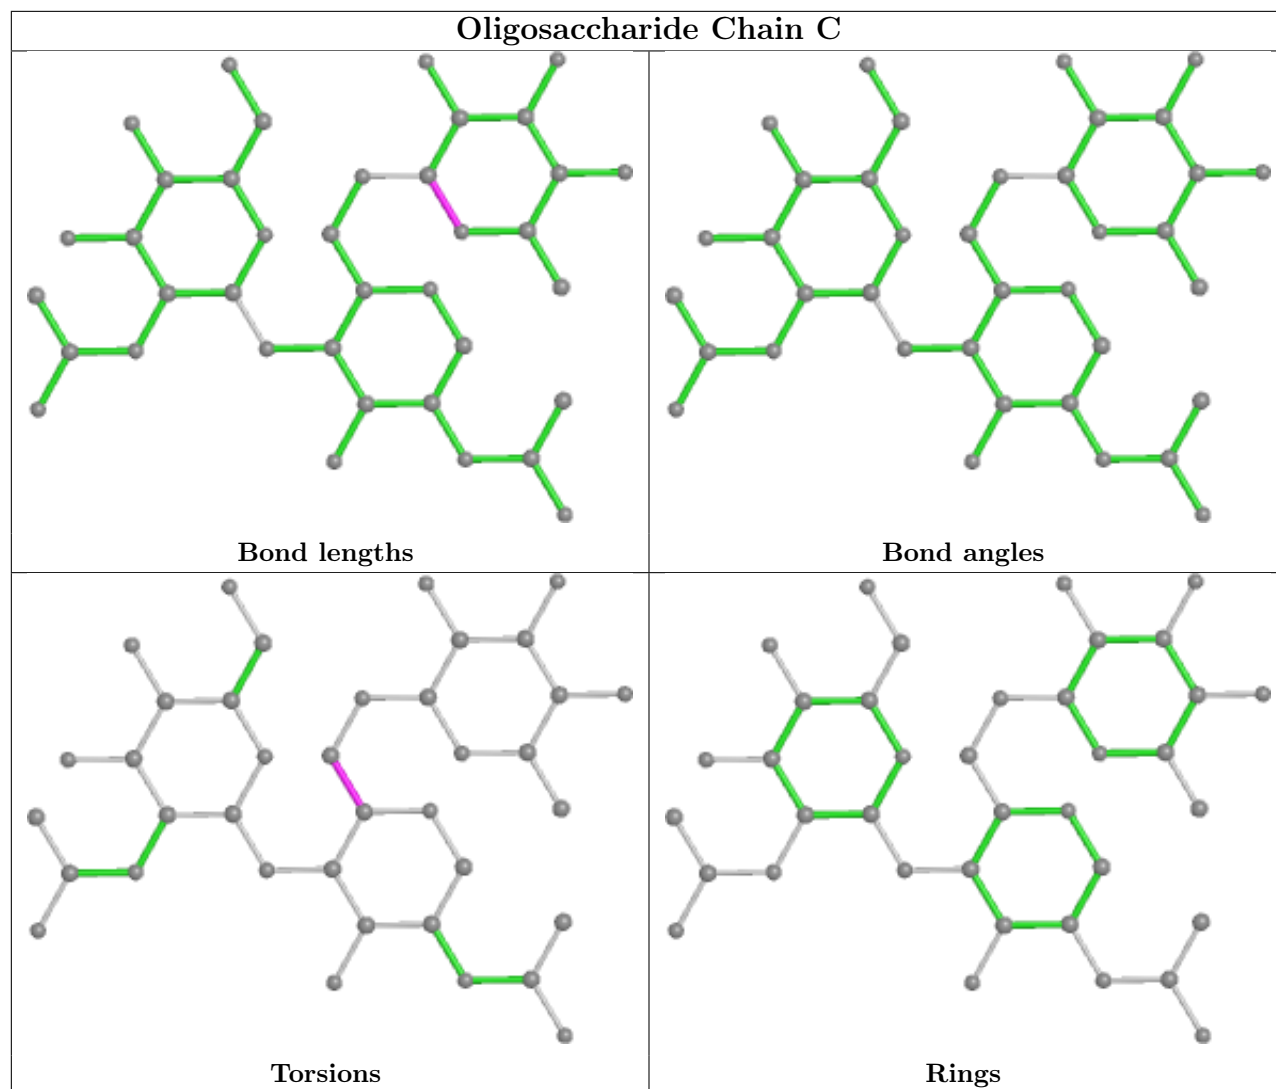 Oligosaccharide Chain C
Bond lengths
Bond angles
Torsions
Rings